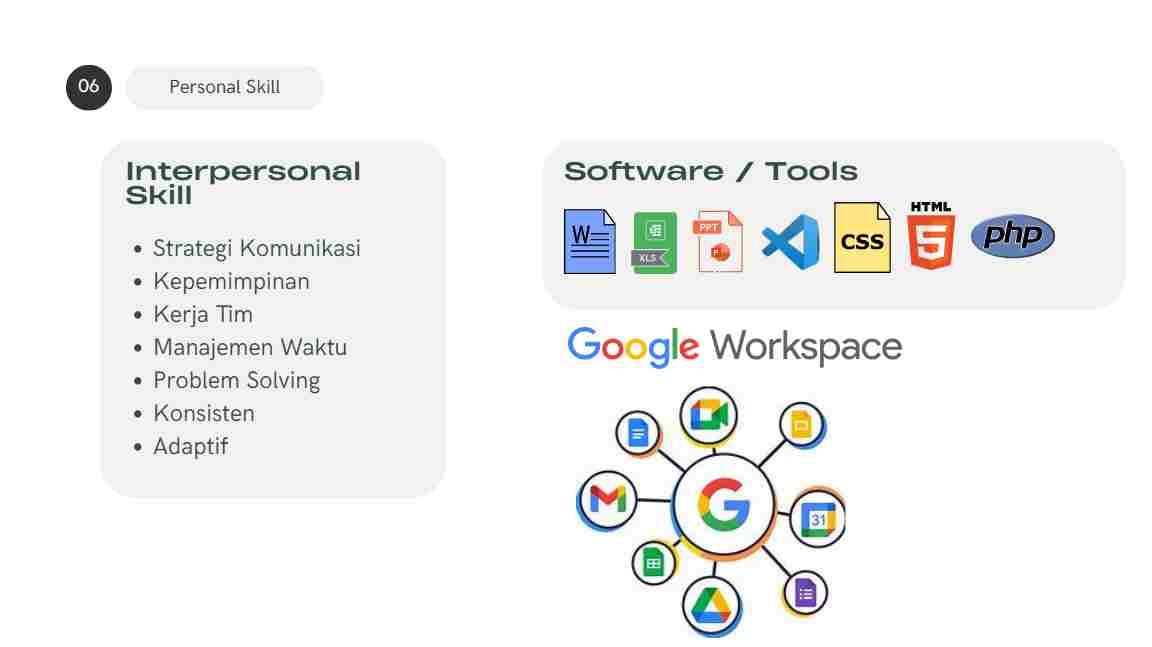 06
Personal Skill
Interpersonal
Skill
Strategi Komunikasi
Kepemimpinan
Kerja Tim
Manajemen Waktu
Problem Solving
Konsisten
Adaptif
Software / Tools
W
XLS
PPT
P
CSS
HTML
5
php
Google Workspace
G
31